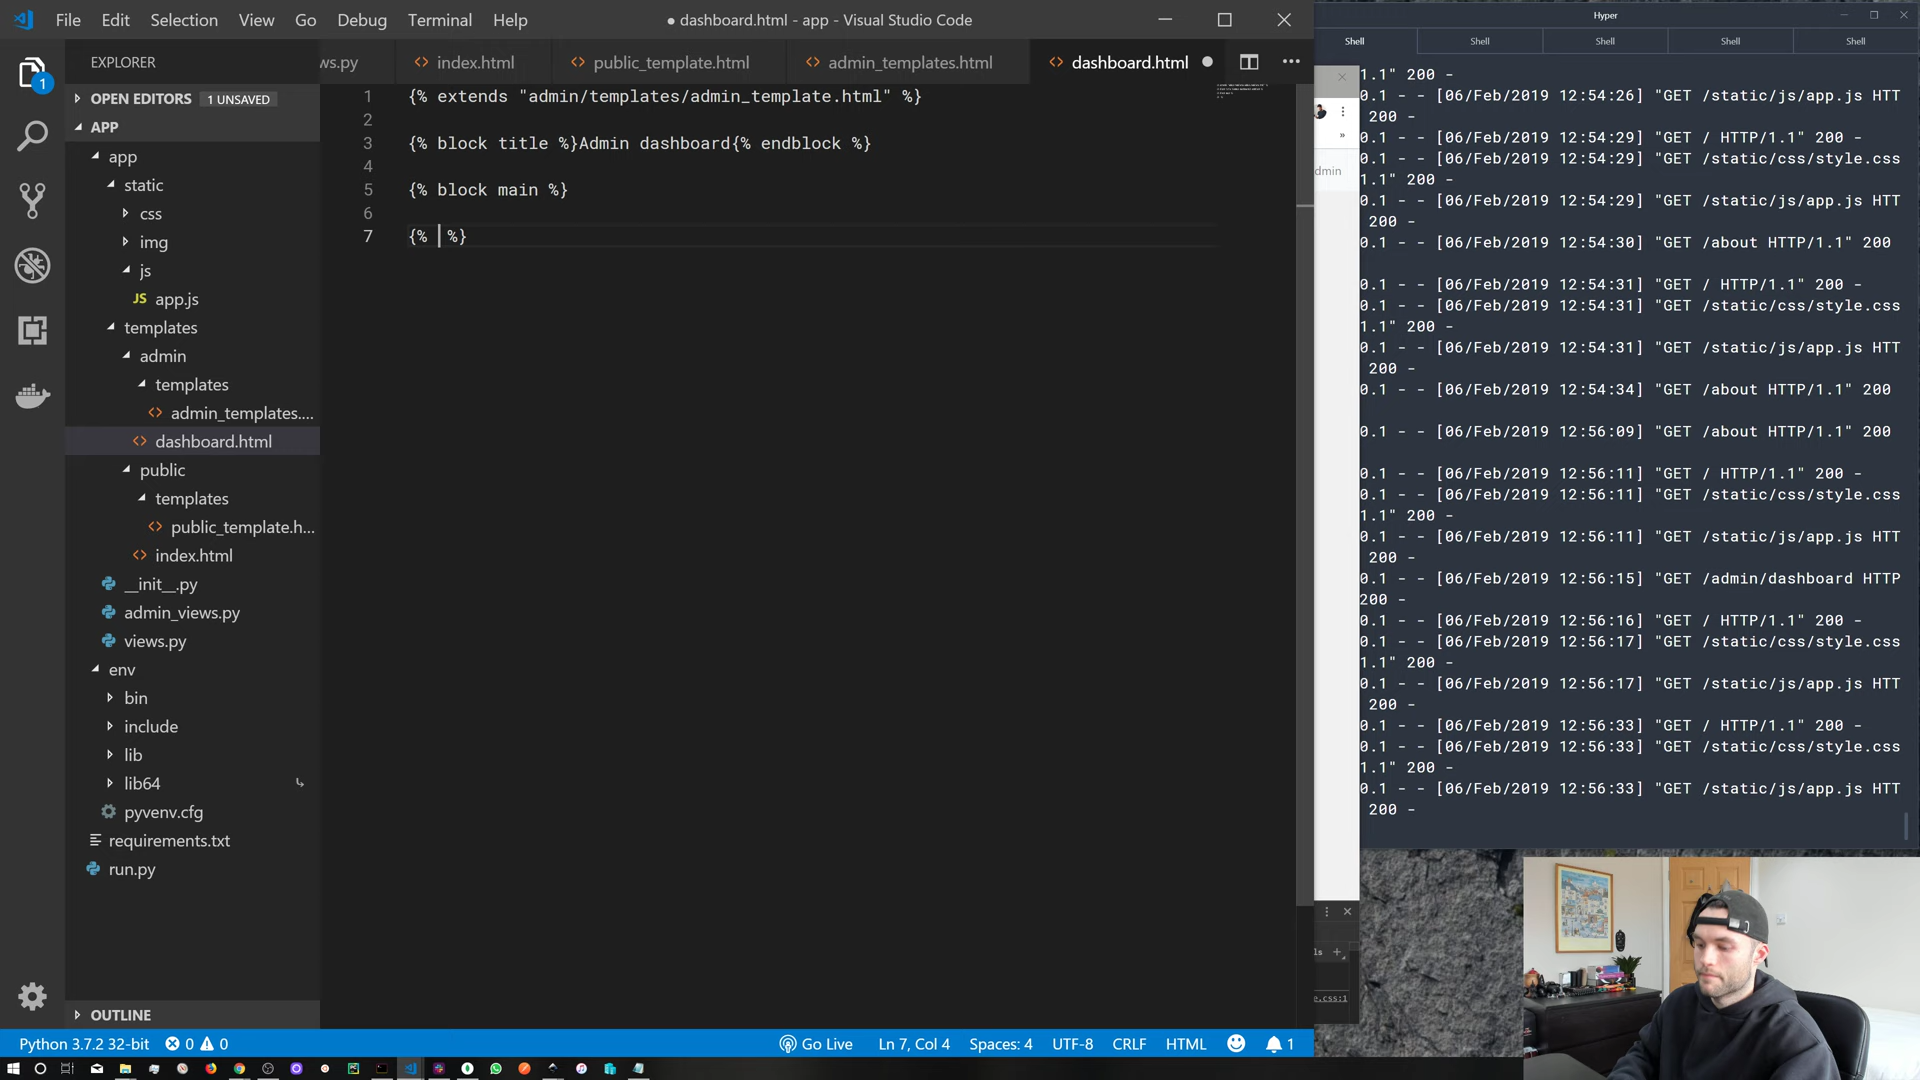 File Edit Selection View Go Debug Terminal Help
● dashboard.html - app - Visual Studio Code
EXPLORER
OPEN EDITORS 1 UNSAVED
APP
app
static
css
img
js
JS app.js
templates
admin
templates
admin_templates....
dashboard.html
public
templates
public_template.h...
index.html
__init__.py
admin_views.py
views.py
env
bin
include
lib
lib64
pyvenv.cfg
requirements.txt
run.py
OUTLINE
1
ws.py index.html public_template.html admin_templates.html dashboard.html
1 {% extends "admin/templates/admin_template.html" %}
2
3 {% block title %}Admin dashboard{% endblock %}
4
5 {% block main %}
6
7 {% %}
Python 3.7.2 32-bit 0 0 Go Live Ln 7, Col 4 Spaces: 4 UTF-8 CRLF HTML 1
dmin
ls
e.css:1
Hyper
Shell Shell Shell Shell Shell
1.1" 200 -
0.1 - - [06/Feb/2019 12:54:26] "GET /static/js/app.js HTT
200 -
0.1 - - [06/Feb/2019 12:54:29] "GET / HTTP/1.1" 200 -
0.1 - - [06/Feb/2019 12:54:29] "GET /static/css/style.css
1.1" 200 -
0.1 - - [06/Feb/2019 12:54:29] "GET /static/js/app.js HTT
200 -
0.1 - - [06/Feb/2019 12:54:30] "GET /about HTTP/1.1" 200
0.1 - - [06/Feb/2019 12:54:31] "GET / HTTP/1.1" 200 -
0.1 - - [06/Feb/2019 12:54:31] "GET /static/css/style.css
1.1" 200 -
0.1 - - [06/Feb/2019 12:54:31] "GET /static/js/app.js HTT
200 -
0.1 - - [06/Feb/2019 12:54:34] "GET /about HTTP/1.1" 200
0.1 - - [06/Feb/2019 12:56:09] "GET /about HTTP/1.1" 200
0.1 - - [06/Feb/2019 12:56:11] "GET / HTTP/1.1" 200 -
0.1 - - [06/Feb/2019 12:56:11] "GET /static/css/style.css
1.1" 200 -
0.1 - - [06/Feb/2019 12:56:11] "GET /static/js/app.js HTT
200 -
0.1 - - [06/Feb/2019 12:56:15] "GET /admin/dashboard HTTP
200 -
0.1 - - [06/Feb/2019 12:56:16] "GET / HTTP/1.1" 200 -
0.1 - - [06/Feb/2019 12:56:17] "GET /static/css/style.css
1.1" 200 -
0.1 - - [06/Feb/2019 12:56:17] "GET /static/js/app.js HTT
200 -
0.1 - - [06/Feb/2019 12:56:33] "GET / HTTP/1.1" 200 -
0.1 - - [06/Feb/2019 12:56:33] "GET /static/css/style.css
1.1" 200 -
0.1 - - [06/Feb/2019 12:56:33] "GET /static/js/app.js HTT
200 -